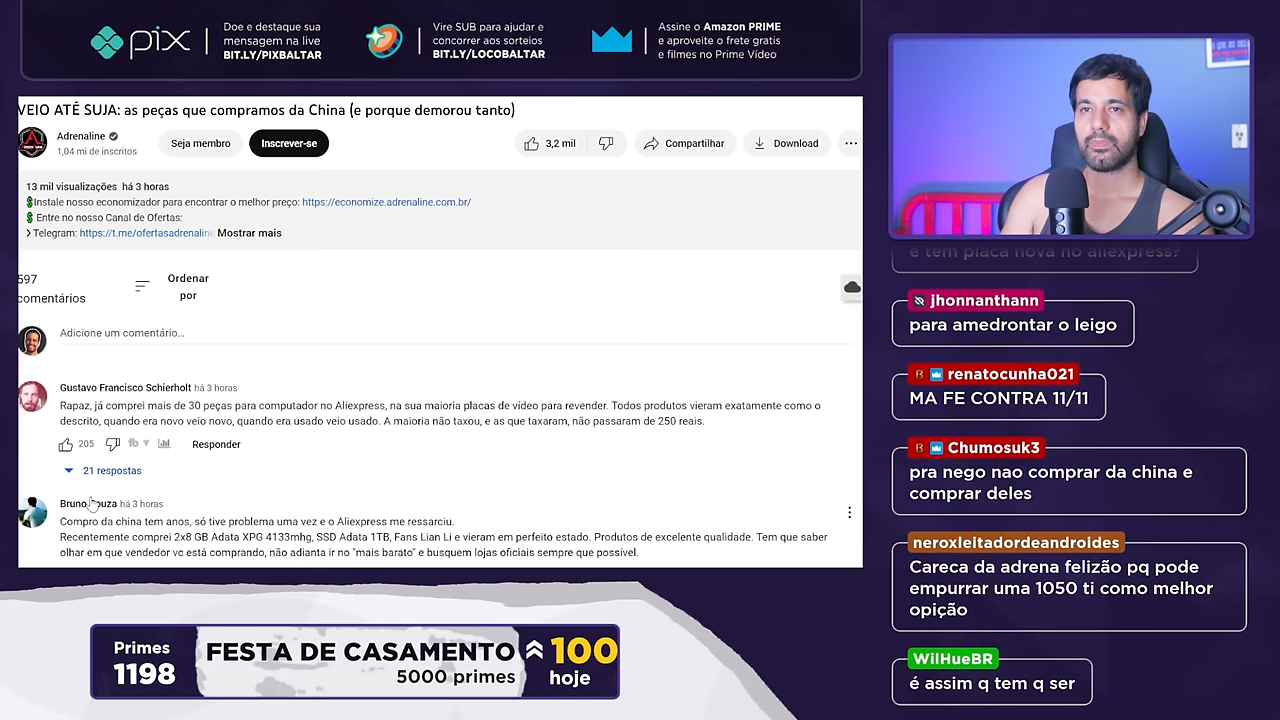 pix
Doe e destaque sua
mensagem na live
BIT.LY/PIXBALTAR
Vire SUB para ajudar e
concorrer aos sorteios
BIT.LY/LOCOBALTAR
Assine o Amazon PRIME
e aproveite o frete gratis
e filmes no Prime Vídeo
VEIO ATÉ SUJA: as peças que compramos da China (e porque demorou tanto)
Adrenaline
1,04 mi de inscritos
Seja membro
Inscrever-se
3,2 mil
Compartilhar
Download
13 mil visualizações há 3 horas
Instale nosso economizador para encontrar o melhor preço: https://economize.adrenaline.com.br/
Entre no nosso Canal de Ofertas:
Telegram: https://t.me/ofertasadrenaline Mostrar mais
597
comentários
Ordenar
por
Adicione um comentário...
Gustavo Francisco Schierholt há 3 horas
Rapaz, já comprei mais de 30 peças para computador no Aliexpress, na sua maioria placas de vídeo para revender. Todos produtos vieram exatamente como o
descrito, quando era novo veio novo, quando era usado veio usado. A maioria não taxou, e as que taxaram, não passaram de 250 reais.
205
Responder
21 respostas
Bruno Souza há 3 horas
Compro da china tem anos, só tive problema uma vez e o Aliexpress me ressarciu.
Recentemente comprei 2x8 GB Adata XPG 4133mhg, SSD Adata 1TB, Fans Lian Li e vieram em perfeito estado. Produtos de excelente qualidade. Tem que saber
olhar em que vendedor vc está comprando, não adianta ir no "mais barato" e busquem lojas oficiais sempre que possivel.
e tem placa nova no aliexpress?
jhonnanthann
para amedrontar o leigo
renatocunha021
MA FE CONTRA 11/11
Chumosuk3
pra nego nao comprar da china e
comprar deles
neroxleitadordeandroides
Careca da adrena felizão pq pode
empurrar uma 1050 ti como melhor
opição
WilHueBR
é assim q tem q ser
Primes
1198
FESTA DE CASAMENTO
5000 primes
100
hoje